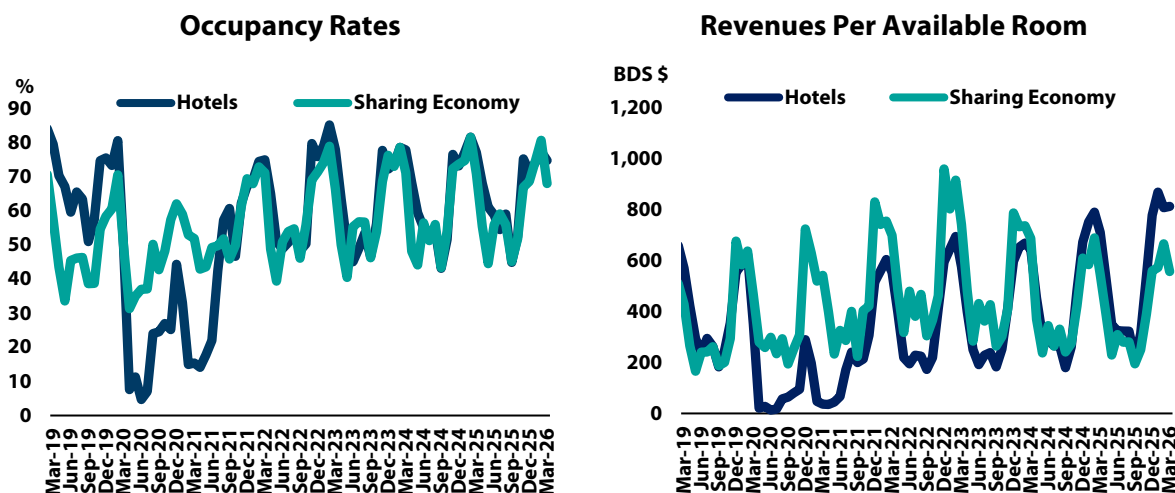 Occupancy Rates
%
Hotels
Sharing Economy
90
80
70
60
50
40
30
20
10
0
Mar-19
Jun-19
Sep-19
Dec-19
Mar-20
Jun-20
Sep-20
Dec-20
Mar-21
Jun-21
Sep-21
Dec-21
Mar-22
Jun-22
Sep-22
Dec-22
Mar-23
Jun-23
Sep-23
Dec-23
Mar-24
Jun-24
Sep-24
Dec-24
Mar-25
Jun-25
Sep-25
Dec-25
Mar-26
Revenues Per Available Room
BDS $
Hotels
Sharing Economy
1,200
1,000
800
600
400
200
0
Mar-19
Jun-19
Sep-19
Dec-19
Mar-20
Jun-20
Sep-20
Dec-20
Mar-21
Jun-21
Sep-21
Dec-21
Mar-22
Jun-22
Sep-22
Dec-22
Mar-23
Jun-23
Sep-23
Dec-23
Mar-24
Jun-24
Sep-24
Dec-24
Mar-25
Jun-25
Sep-25
Dec-25
Mar-26